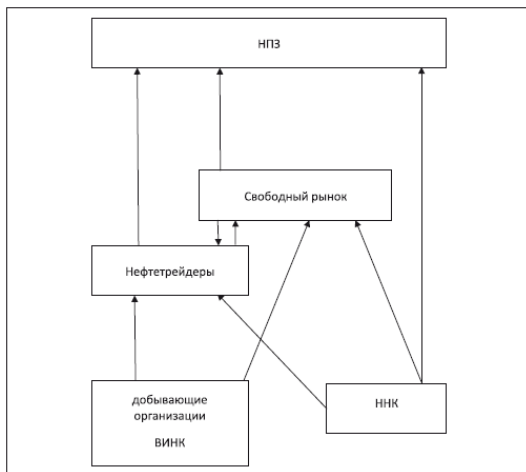 НПЗ
Свободный рынок
Нефтетрейдеры
добывающие
организации
ВИНК
ННК